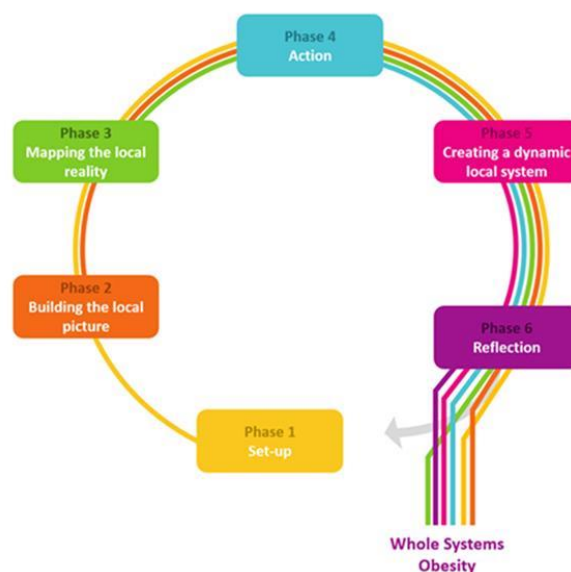 Phase 4
Action
Phase 3
Mapping the local
reality
Phase 5
Creating a dynamic
local system
Phase 2
Building the local
picture
Phase 6
Reflection
Phase 1
Set-up
Whole Systems
Obesity